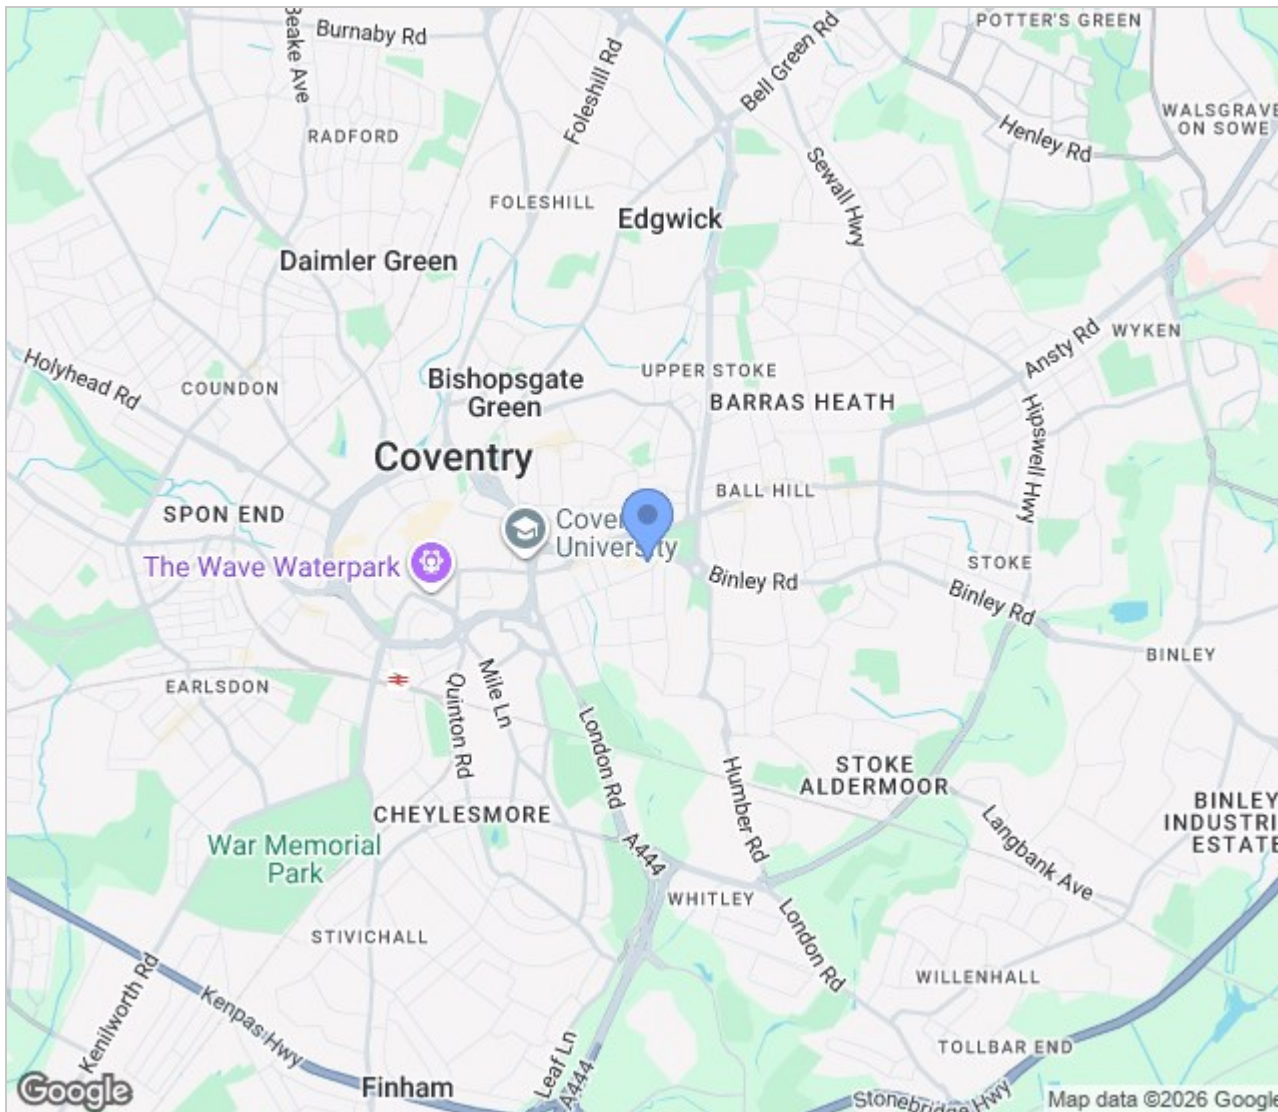 POTTER'S GREEN
Burnaby Rd
Beake Ave
Foleshill Rd
Bell Green Rd
WALSGRAVE
ON SOWE
RADFORD
Henley Rd
Sewall Hwy
FOLESHILL
Edgwick
Daimler Green
WYKEN
Ansty Rd
Holyhead Rd
COUNDON
UPPER STOKE
Bishopsgate
Green
BARRAS HEATH
Hipswell Hwy
Coventry
BALL HILL
SPON END
University
The Wave Waterpark
STOKE
Binley Rd
Binley Rd
BINLEY
EARLSDON
Mile Ln
Quinton Rd
London Rd
Humber Rd
STOKE
ALDERMOOR
CHEYLESMORE
Langbank Ave
BINLEY
War Memorial
Park
A444
WHITLEY
London Rd
STIVICHALL
WILLENHALL
Kenilworth Rd
Kenpas Hwy
Leaf Ln
A444
TOLLBAR END
Finham
Stonebridge Hwy
Google
Map data ©2026 Google